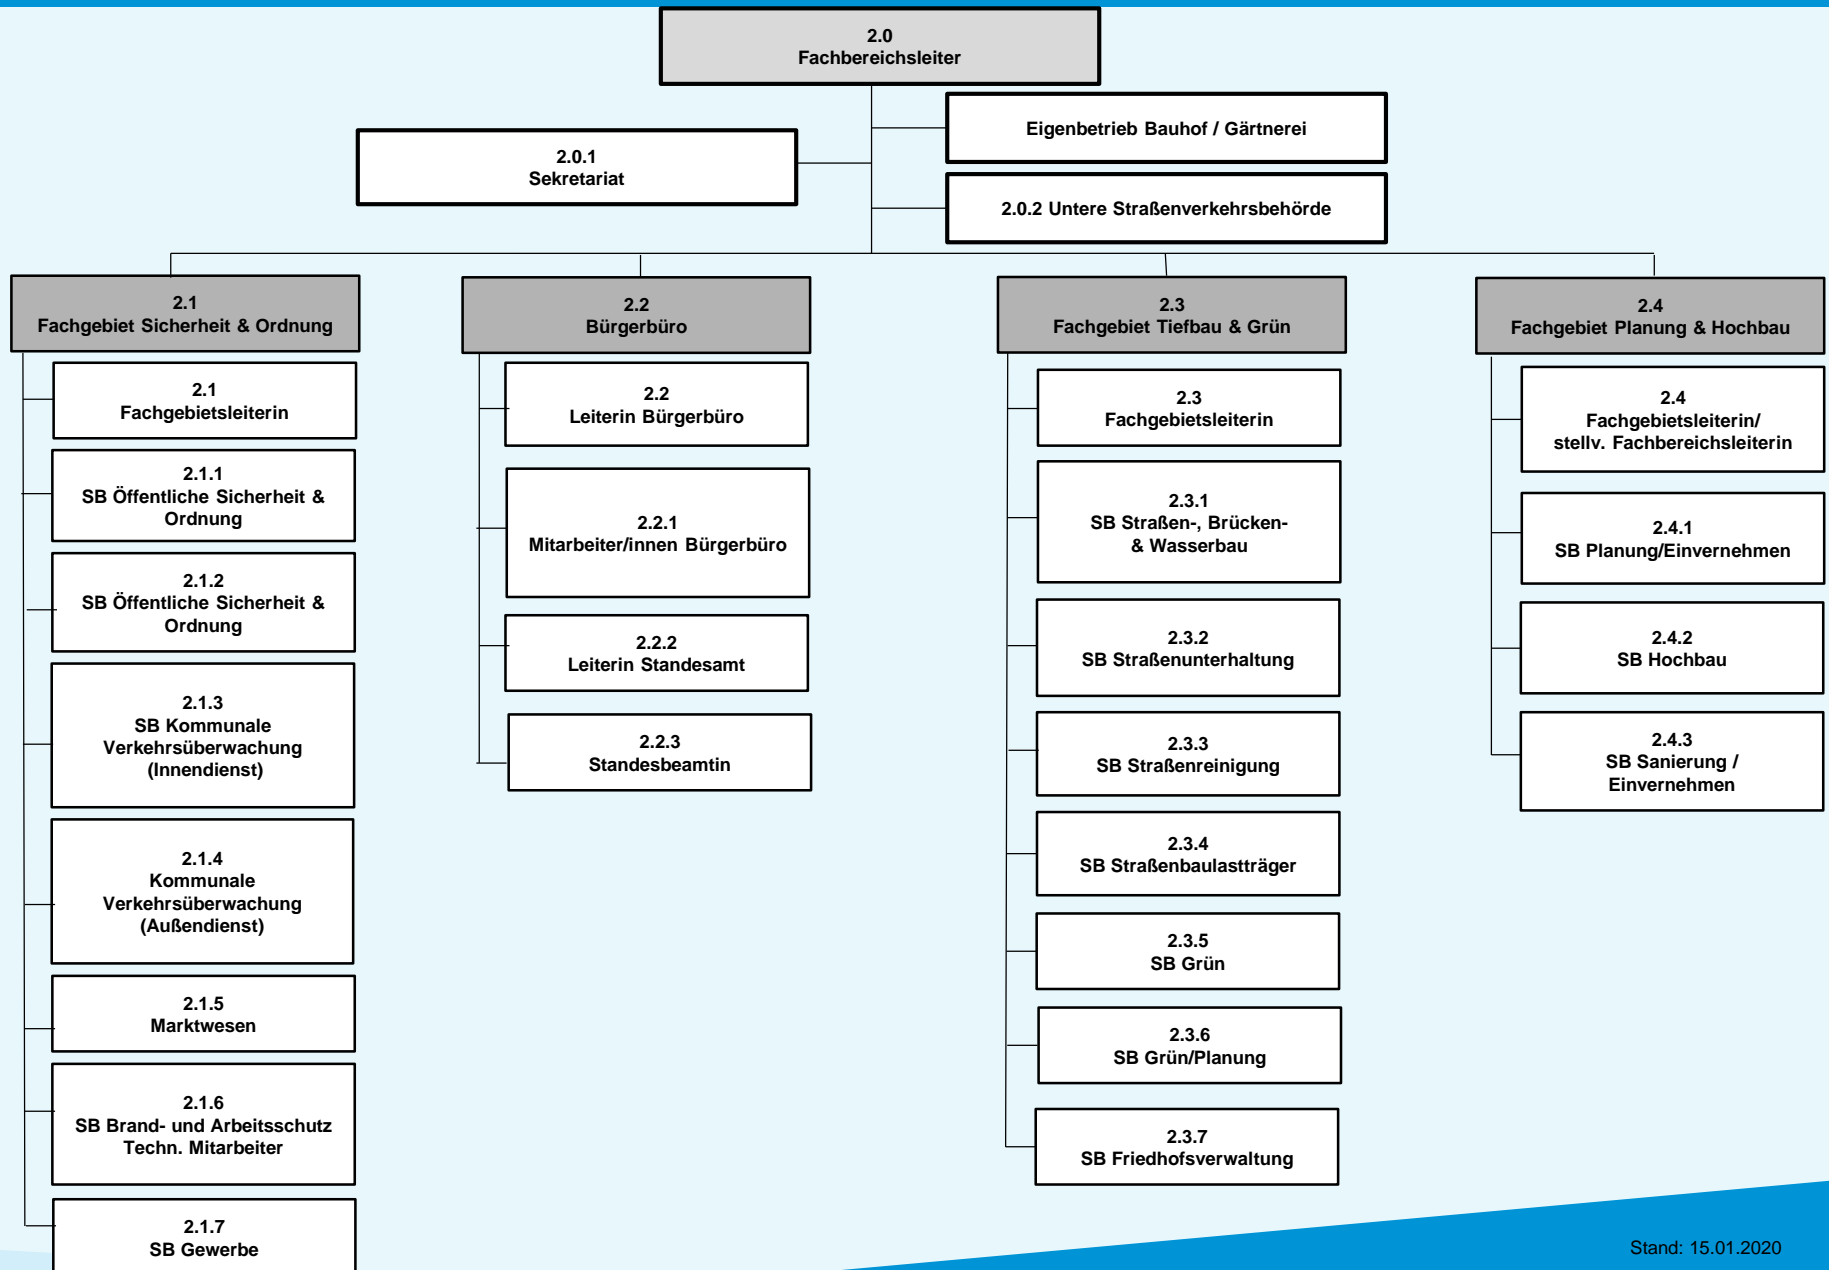 2.0
Fachbereichsleiter
Eigenbetrieb Bauhof / Gärtnerei
2.0.1
Sekretariat
2.0.2 Untere Straßenverkehrsbehörde
2.1
Fachgebiet Sicherheit & Ordnung
2.1
Fachgebietsleiterin
2.1.1
SB Öffentliche Sicherheit &
Ordnung
2.1.2
SB Öffentliche Sicherheit &
Ordnung
2.1.3
SB Kommunale
Verkehrsüberwachung
(Innendienst)
2.1.4
Kommunale
Verkehrsüberwachung
(Außendienst)
2.1.5
Marktwesen
2.1.6
SB Brand- und Arbeitsschutz
Techn. Mitarbeiter
2.1.7
SB Gewerbe
2.2
Bürgerbüro
2.2
Leiterin Bürgerbüro
2.2.1
Mitarbeiter/innen Bürgerbüro
2.2.2
Leiterin Standesamt
2.2.3
Standesbeamtin
2.3
Fachgebiet Tiefbau & Grün
2.3
Fachgebietsleiterin
2.3.1
SB Straßen-, Brücken-
& Wasserbau
2.3.2
SB Straßenunterhaltung
2.3.3
SB Straßenreinigung
2.3.4
SB Straßenbaulastträger
2.3.5
SB Grün
2.3.6
SB Grün/Planung
2.3.7
SB Friedhofsverwaltung
2.4
Fachgebiet Planung & Hochbau
2.4
Fachgebietsleiterin/
stellv. Fachbereichsleiterin
2.4.1
SB Planung/Einvernehmen
2.4.2
SB Hochbau
2.4.3
SB Sanierung /
Einvernehmen
Stand: 15.01.2020